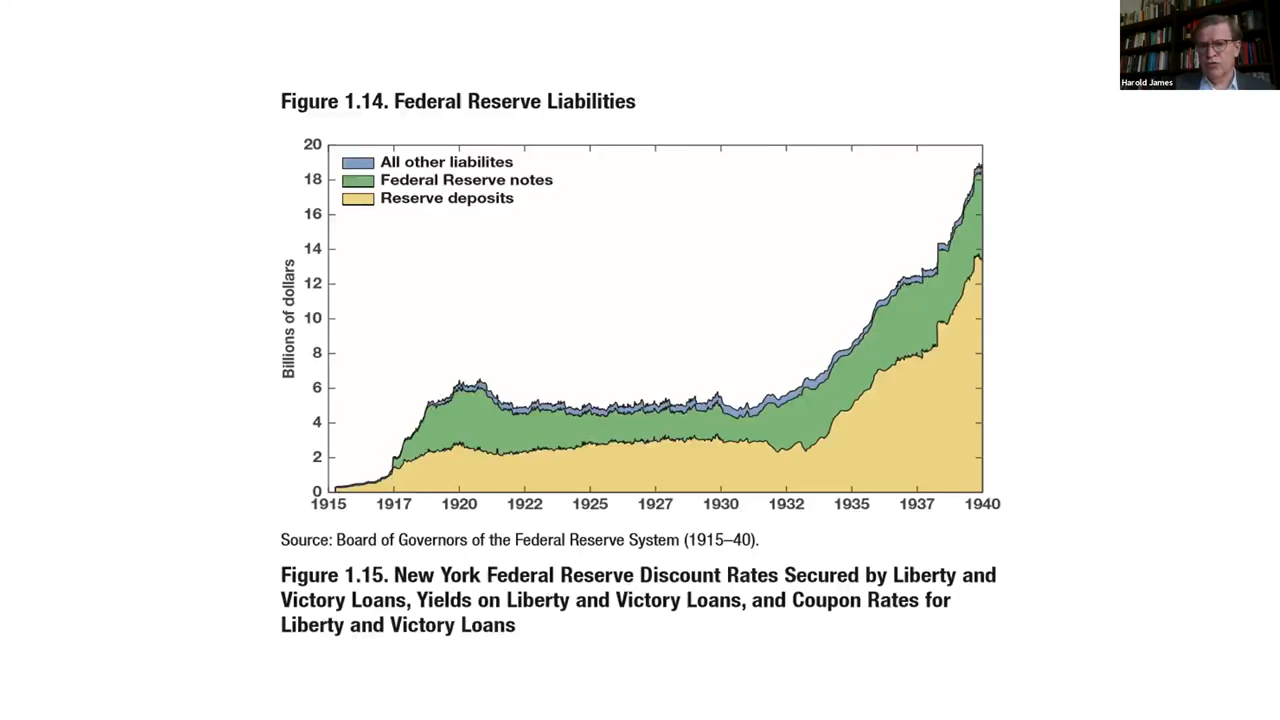 Harold James
Figure 1.14. Federal Reserve Liabilities
20
18
16
14
12
10
8
6
4
2
0
Billions of dollars
All other liabilites
Federal Reserve notes
Reserve deposits
1915 1917 1920 1922 1925 1927 1930 1932 1935 1937 1940
Source: Board of Governors of the Federal Reserve System (1915–40).
Figure 1.15. New York Federal Reserve Discount Rates Secured by Liberty and
Victory Loans, Yields on Liberty and Victory Loans, and Coupon Rates for
Liberty and Victory Loans